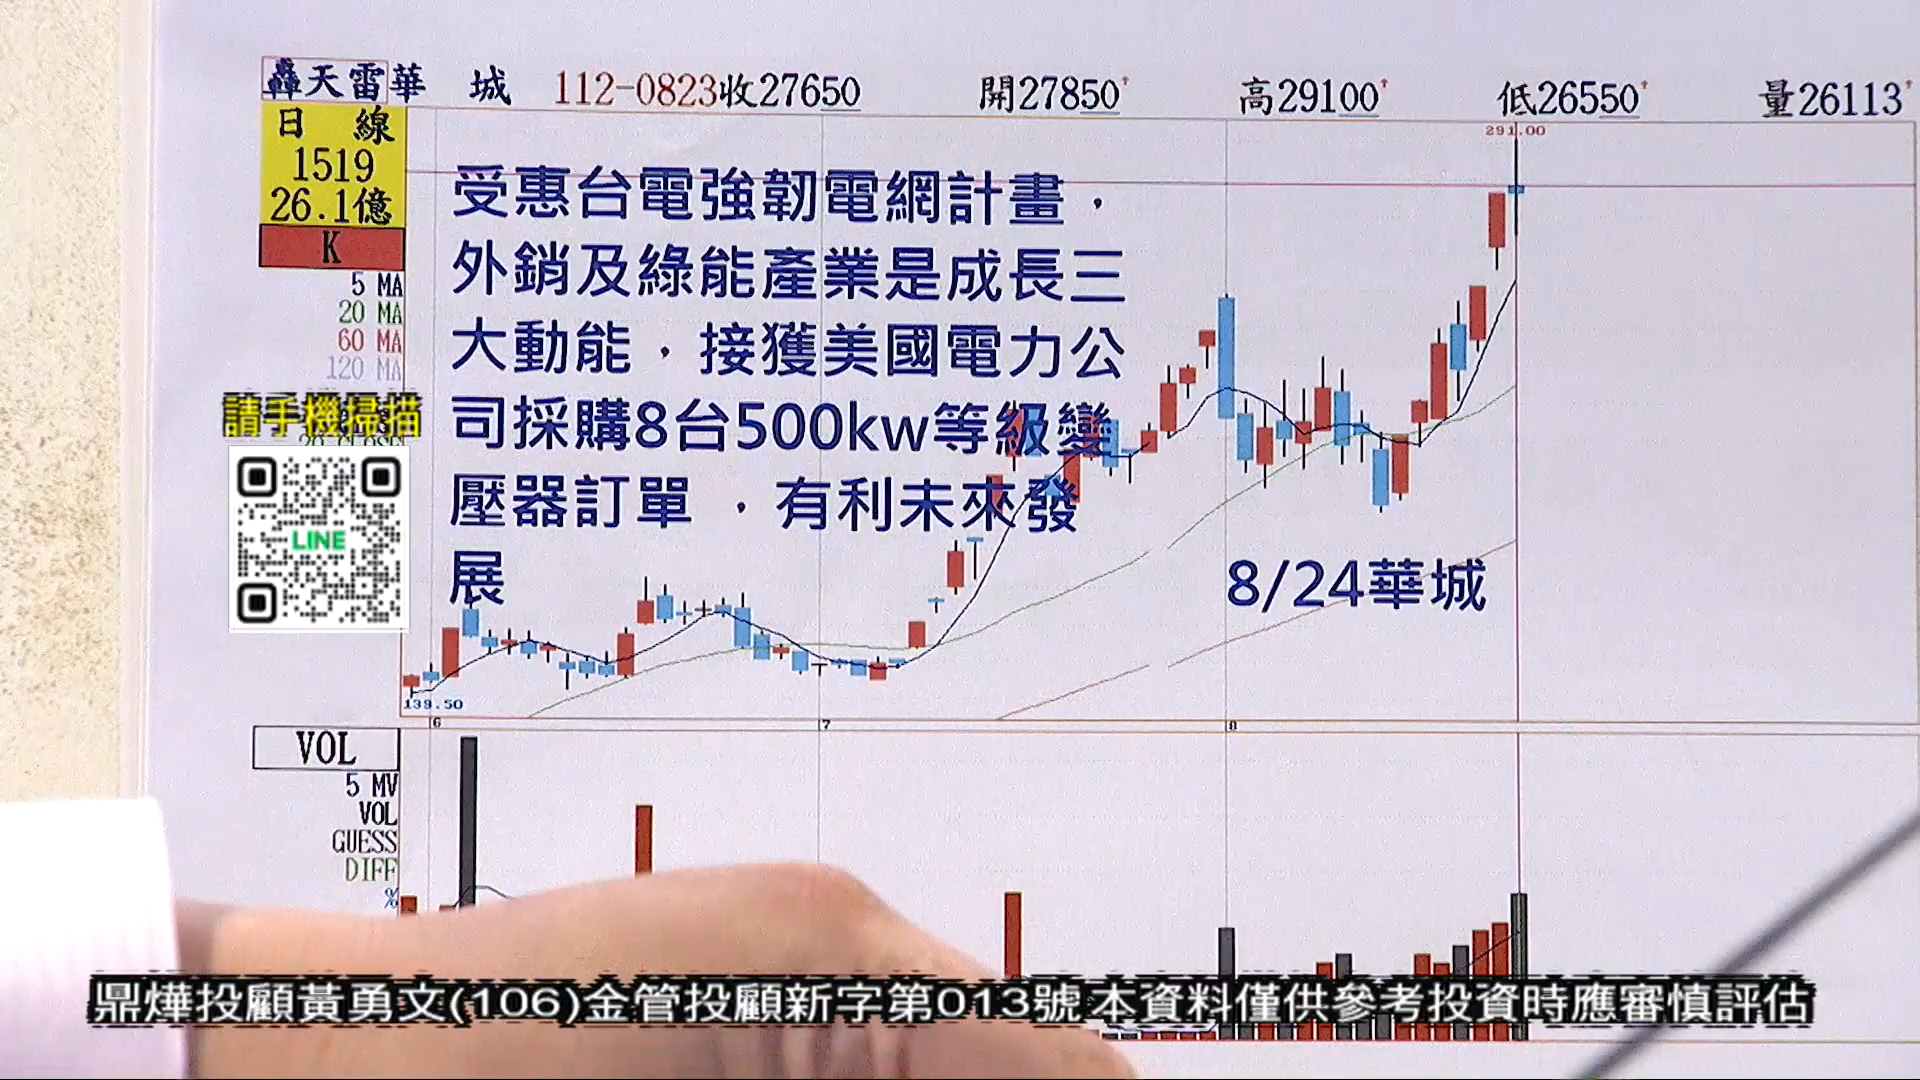 轟天雷華 城 112-0823收27650 開27850↑ 高29100↑ 低26550↑ 量26113↑
日 線
1519
26.1億
K
5 MA
20 MA
60 MA
120 MA
請手機掃描
LINE
291.00
受惠台電強韌電網計畫，
外銷及綠能產業是成長三
大動能，接獲美國電力公
司採購8台500kw等級變
壓器訂單 ，有利未來發
展
8/24華城
139.50
6 7 8
VOL
5 MV
VOL
GUESS
DIFF
%
鼎燁投顧黃勇文(106)金管投顧新字第013號 本資料僅供參考投資時應審慎評估